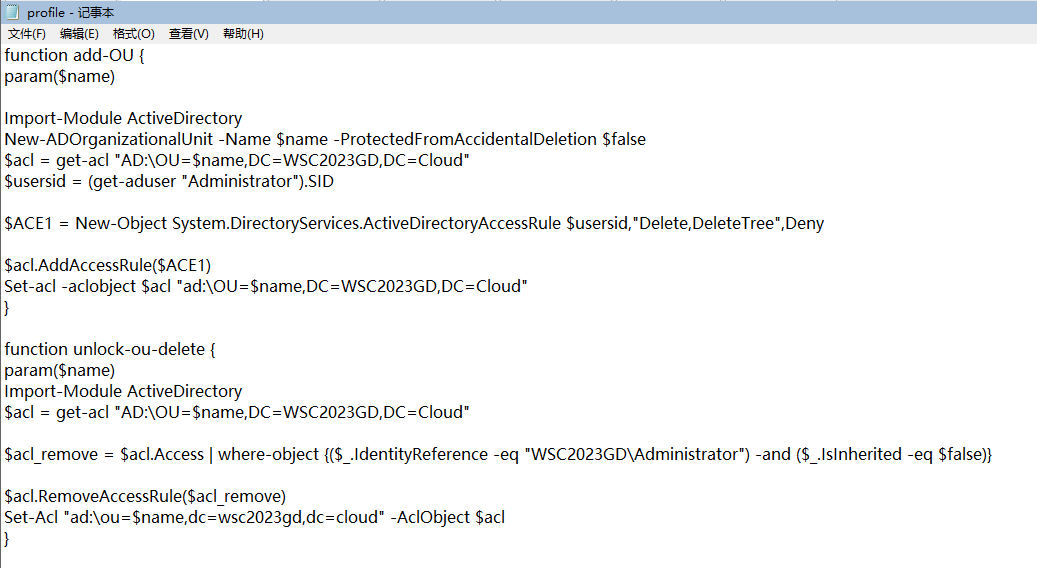 profile - 记事本
文件(F) 编辑(E) 格式(O) 查看(V) 帮助(H)
function add-OU {
param($name)
Import-Module ActiveDirectory
New-ADOrganizationalUnit -Name $name -ProtectedFromAccidentalDeletion $false
$acl = get-acl "AD:\OU=$name,DC=WSC2023GD,DC=Cloud"
$usersid = (get-aduser "Administrator").SID
$ACE1 = New-Object System.DirectoryServices.ActiveDirectoryAccessRule $usersid,"Delete,DeleteTree",Deny
$acl.AddAccessRule($ACE1)
Set-acl -aclobject $acl "ad:\OU=$name,DC=WSC2023GD,DC=Cloud"
}
function unlock-ou-delete {
param($name)
Import-Module ActiveDirectory
$acl = get-acl "AD:\OU=$name,DC=WSC2023GD,DC=Cloud"
$acl_remove = $acl.Access | where-object {($_.IdentityReference -eq "WSC2023GD\Administrator") -and ($_.IsInherited -eq $false)}
$acl.RemoveAccessRule($acl_remove)
Set-Acl "ad:\ou=$name,dc=wsc2023gd,dc=cloud" -AclObject $acl
}